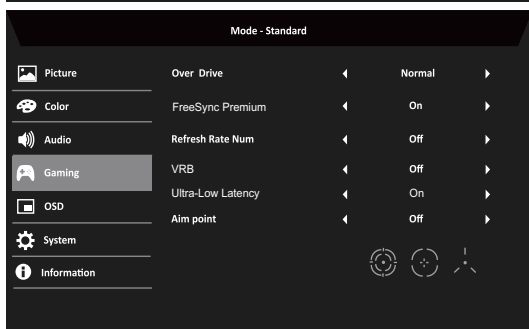 Mode - Standard
Picture
Over Drive Normal
Color
FreeSync Premium On
Audio
Refresh Rate Num Off
Gaming
VRB Off
Ultra-Low Latency On
OSD
Aim point Off
System
Information